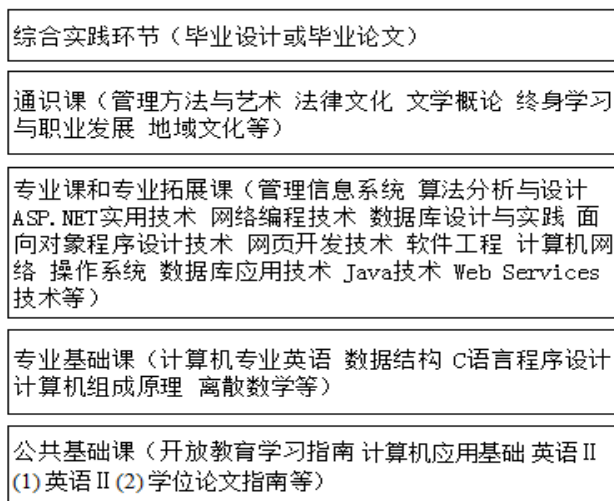 综合实践环节（毕业设计或毕业论文）
通识课（管理方法与艺术 法律文化 文学概论 终身学习
与职业发展 地域文化等）
专业课和专业拓展课（管理信息系统 算法分析与设计
ASP.NET实用技术 网络编程技术 数据库设计与实践 面
向对象程序设计技术 网页开发技术 软件工程 计算机网
络 操作系统 数据库应用技术 Java技术 Web Services
技术等）
专业基础课（计算机专业英语 数据结构 C语言程序设计
计算机组成原理 离散数学等）
公共基础课（开放教育学习指南 计算机应用基础 英语Ⅱ
(1) 英语Ⅱ(2) 学位论文指南等）